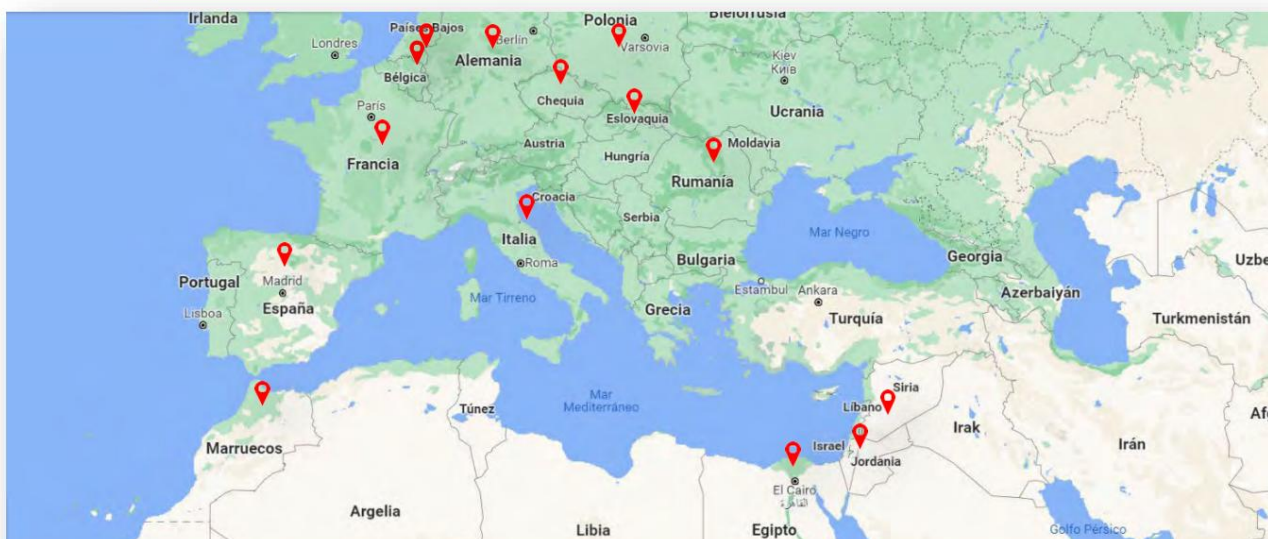 Irlanda
Londres
Países Bajos
Berlín
Polonia
Varsovia
Bielorrusia
Bélgica
Alemania
Kiev
Київ
París
Chequia
Ucrania
Eslovaquia
Francia
Austria
Hungría
Moldavia
Rumanía
Croacia
Serbia
Italia
Mar Negro
Portugal
Roma
Bulgaria
Georgia
Madrid
España
Mar Tirreno
Estambul
Ankara
Azerbaiyán
Lisboa
Grecia
Turquía
Turkmenistán
Túnez
Mar
Mediterráneo
Siria
Líbano
Marruecos
Israel
Irak
Irán
Jordania
El Cairo
Argelia
Libia
Egipto
Golfo Pérsico